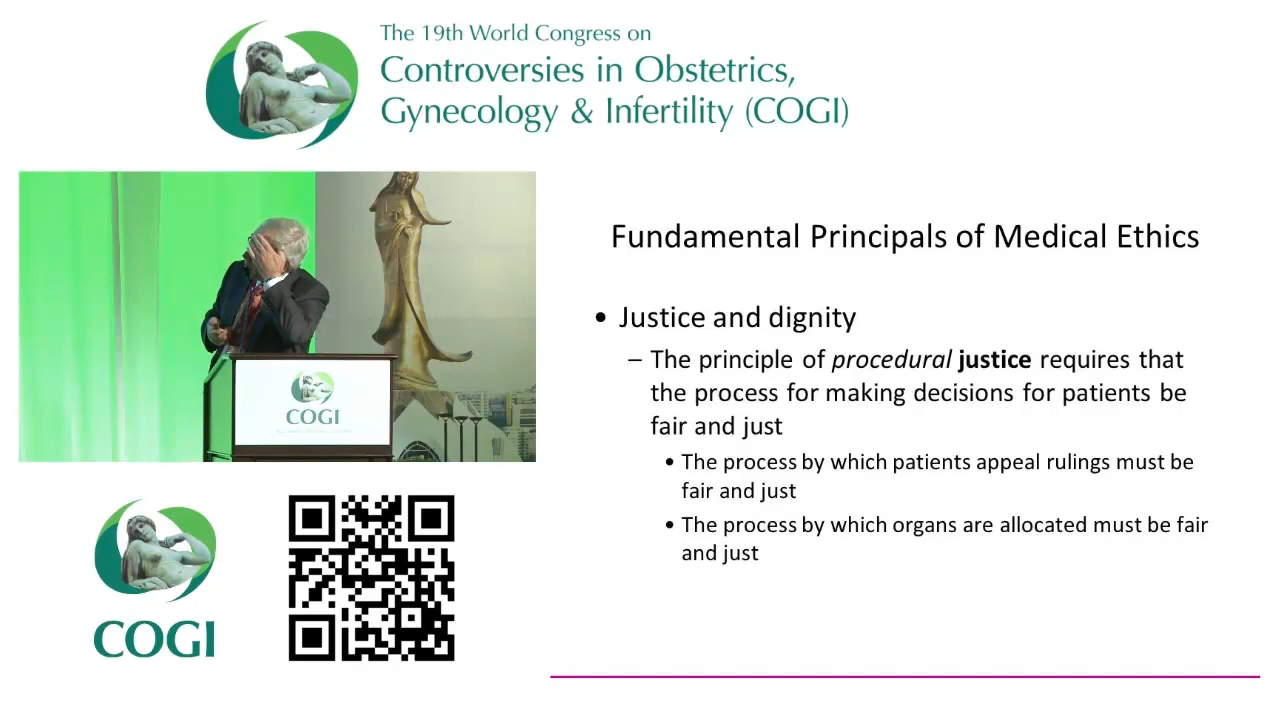 The 19th World Congress on
Controversies in Obstetrics,
Gynecology & Infertility (COGI)
Fundamental Principals of Medical Ethics
• Justice and dignity
– The principle of procedural justice requires that
the process for making decisions for patients be
fair and just
• The process by which patients appeal rulings must be
fair and just
• The process by which organs are allocated must be fair
and just
COGI
COGI